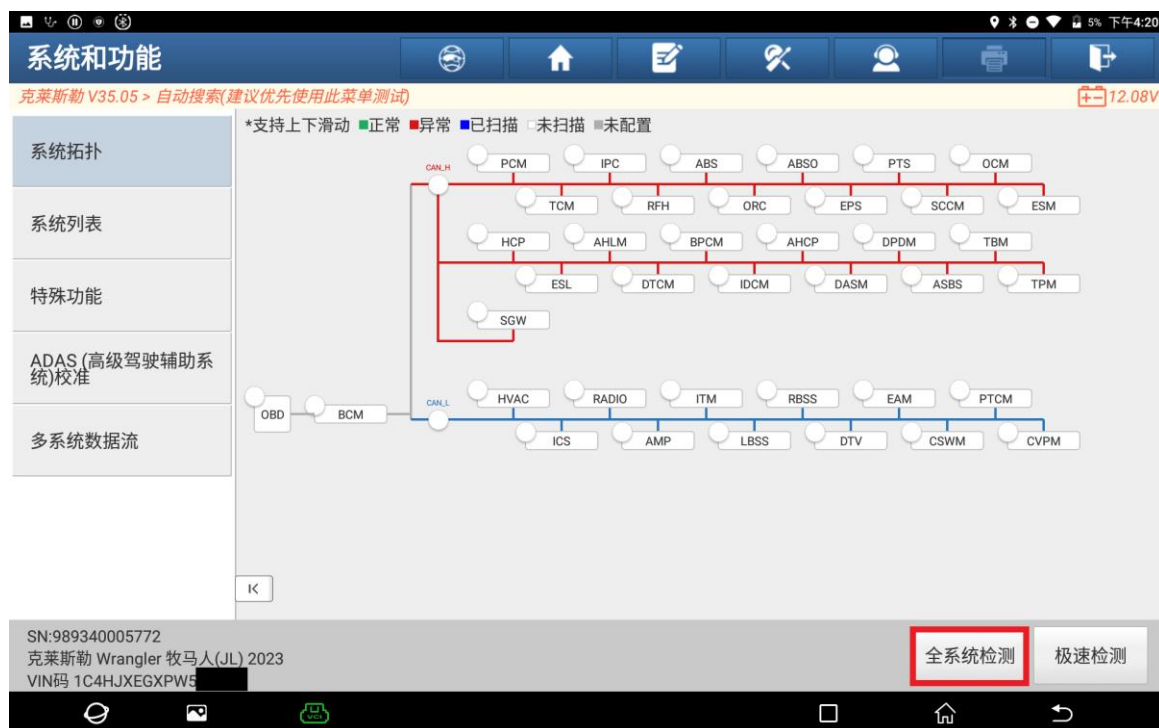 5% 下午4:20
系统和功能
克莱斯勒 V35.05 > 自动搜索(建议优先使用此菜单测试)
12.08V
系统拓扑
系统列表
特殊功能
ADAS (高级驾驶辅助系
统)校准
多系统数据流
*支持上下滑动 正常 异常 已扫描 未扫描 未配置
CAN_H
PCM IPC ABS ABSO PTS OCM
TCM RFH ORC EPS SCCM ESM
HCP AHLM BPCM AHCP DPDM TBM
ESL DTCM IDCM DASM ASBS TPM
SGW
OBD BCM
CAN_L
HVAC RADIO ITM RBSS EAM PTCM
ICS AMP LBSS DTV CSWM CVPM
SN:989340005772
克莱斯勒 Wrangler 牧马人(JL) 2023
VIN码 1C4HJXEGXPW5
全系统检测 极速检测
VCI